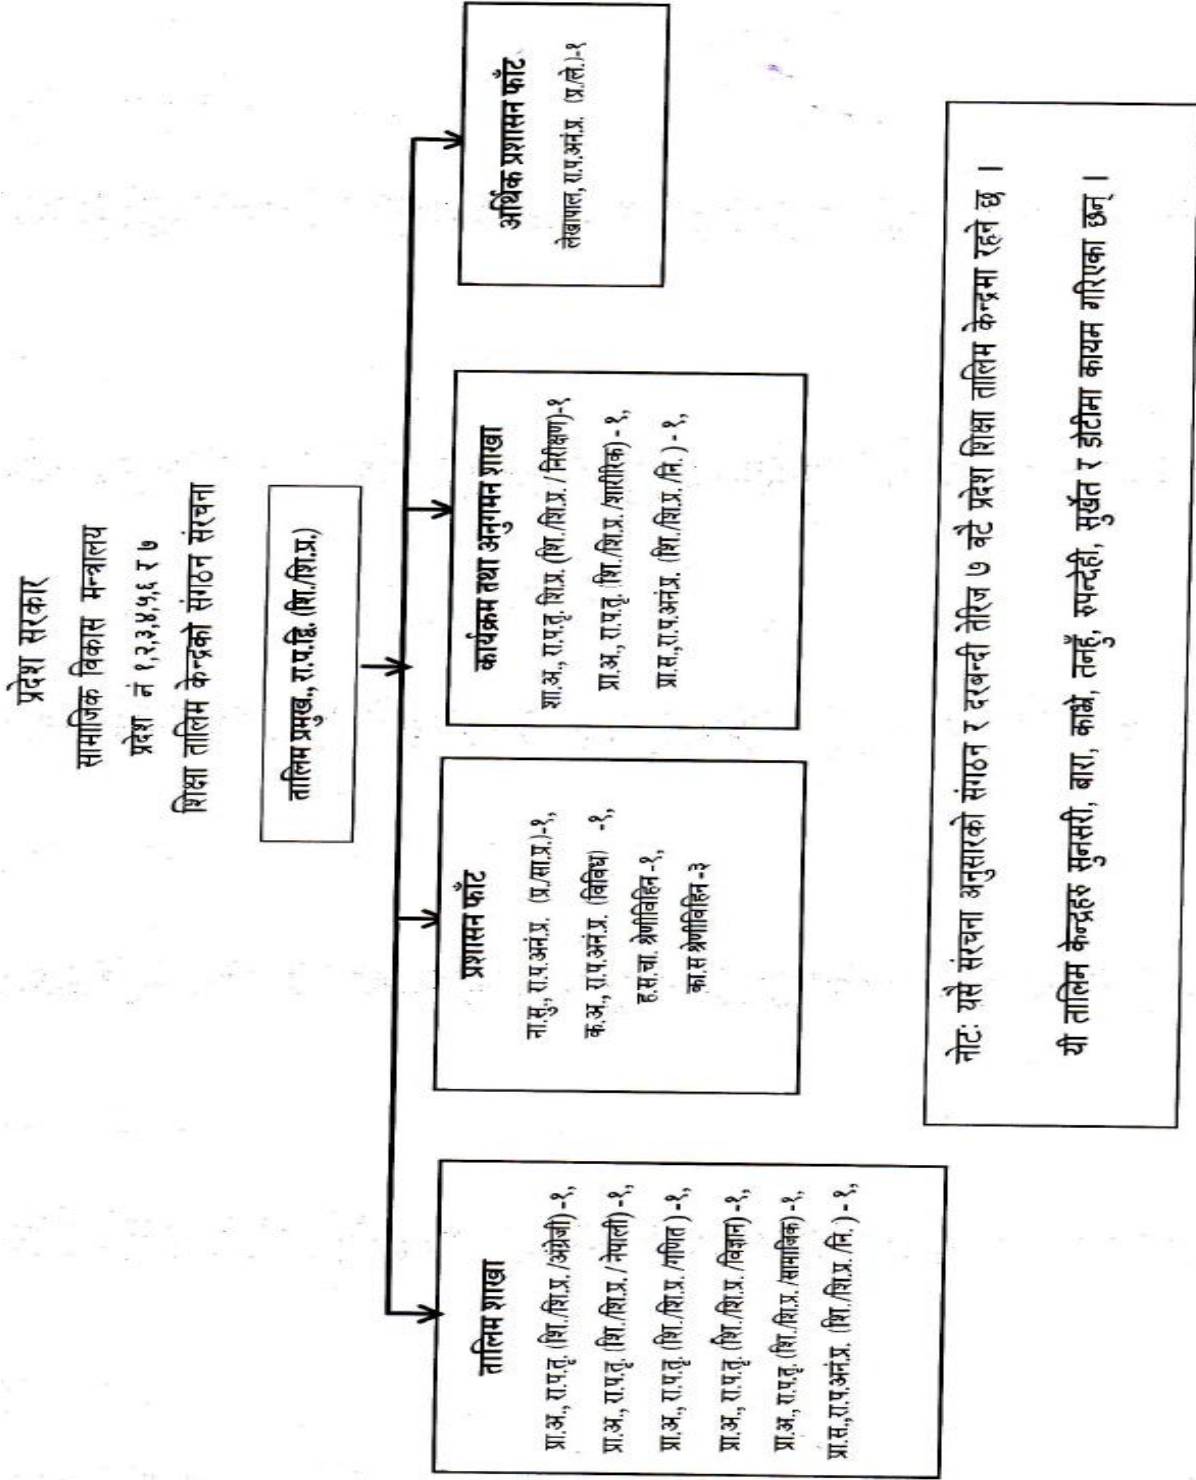 प्रदेश सरकार
सामाजिक विकास मन्त्रालय
प्रदेश नं १,२,३,४,५,६ र ७
शिक्षा तालिम केन्द्रको संगठन संरचना
तालिम प्रमुख., रा.प.द्वि. (शि./शि.प्र.)
तालिम शाखा
प्रा.अ., रा.प.तृ. (शि./शि.प्र./अंग्रेजी) -१,
प्रा.अ., रा.प.तृ. (शि./शि.प्र./ नेपाली) -१,
प्रा.अ., रा.प.तृ. (शि./शि.प्र./गणित ) -१,
प्रा.अ., रा.प.तृ. (शि./शि.प्र./विज्ञान) -१,
प्रा.अ., रा.प.तृ. (शि./शि.प्र./सामाजिक) -१,
प्रा.स.,रा.प.अनं.प्र. (शि./शि.प्र./नि. ) - १,
प्रशासन फाँट
ना.सु., रा.प.अनं.प्र. (प्र./सा.प्र.)-१,
क.अ., रा.प.अनं.प्र. (विविध) -१,
ह.स.चा. श्रेणीविहिन -१,
का.स श्रेणीविहिन -३
कार्यक्रम तथा अनुगमन शाखा
शा.अ., रा.प.तृ. शि.प्र. (शि./शि.प्र./ निरीक्षण)-१
प्रा.अ., रा.प.तृ. (शि./शि.प्र./शारीरिक) - १,
प्रा.स.,रा.प.अनं.प्र. (शि./शि.प्र./नि. ) - १,
अर्थिक प्रशासन फाँट
लेखापाल, रा.प.अनं.प्र. (प्र./ले.)-१
नोटः यसै संरचना अनुसारको संगठन र दरबन्दी तेरिज ७ वटै प्रदेश शिक्षा तालिम केन्द्रमा रहने छ ।
यी तालिम केन्द्रहरु सुनसरी, बारा, काभ्रे, तनहुँ, रुपन्देही, सुर्खेत र डोटीमा कायम गरिएका छन् ।